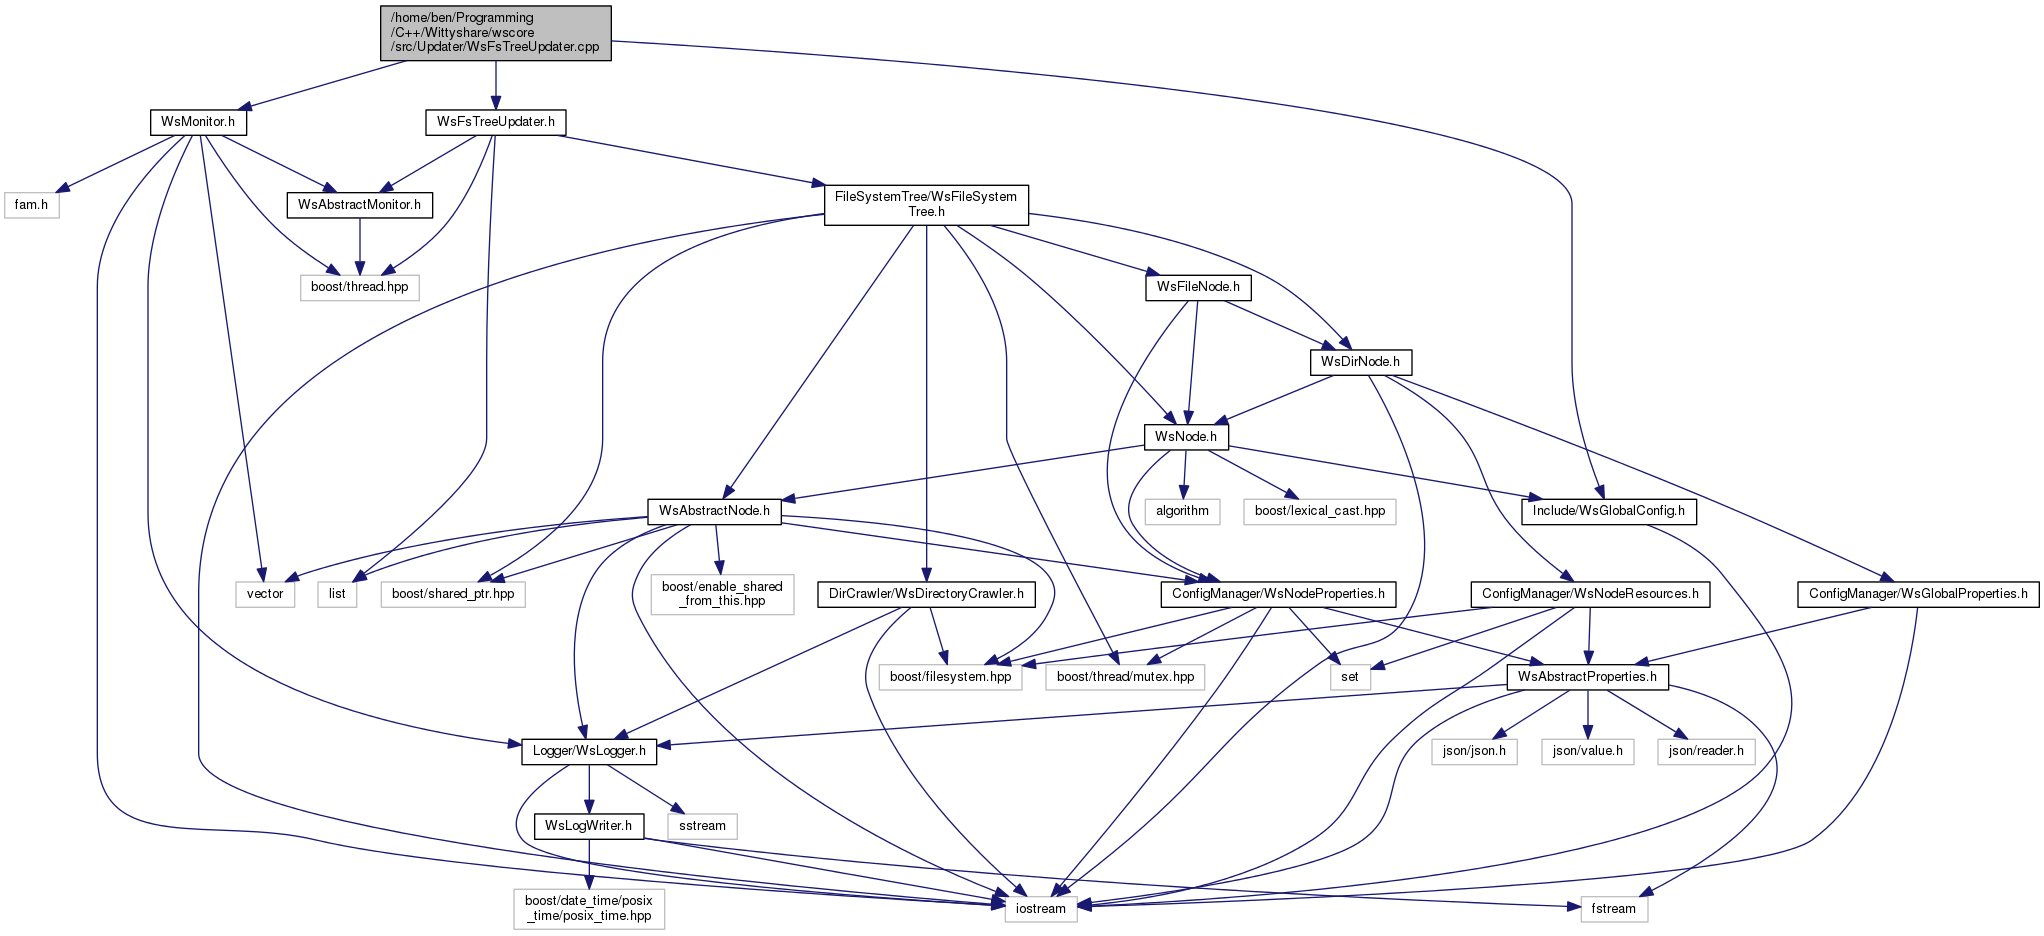 /home/ben/Programming
/C++/Wittyshare/wscore
/src/Updater/WsFsTreeUpdater.cpp
WsMonitor.h
WsFsTreeUpdater.h
fam.h
WsAbstractMonitor.h
FileSystemTree/WsFileSystem
Tree.h
boost/thread.hpp
WsFileNode.h
WsDirNode.h
WsNode.h
WsAbstractNode.h
algorithm
boost/lexical_cast.hpp
Include/WsGlobalConfig.h
vector
list
boost/shared_ptr.hpp
boost/enable_shared
_from_this.hpp
DirCrawler/WsDirectoryCrawler.h
ConfigManager/WsNodeProperties.h
ConfigManager/WsNodeResources.h
ConfigManager/WsGlobalProperties.h
boost/filesystem.hpp
boost/thread/mutex.hpp
set
WsAbstractProperties.h
Logger/WsLogger.h
json/json.h
json/value.h
json/reader.h
WsLogWriter.h
sstream
boost/date_time/posix
_time/posix_time.hpp
iostream
fstream